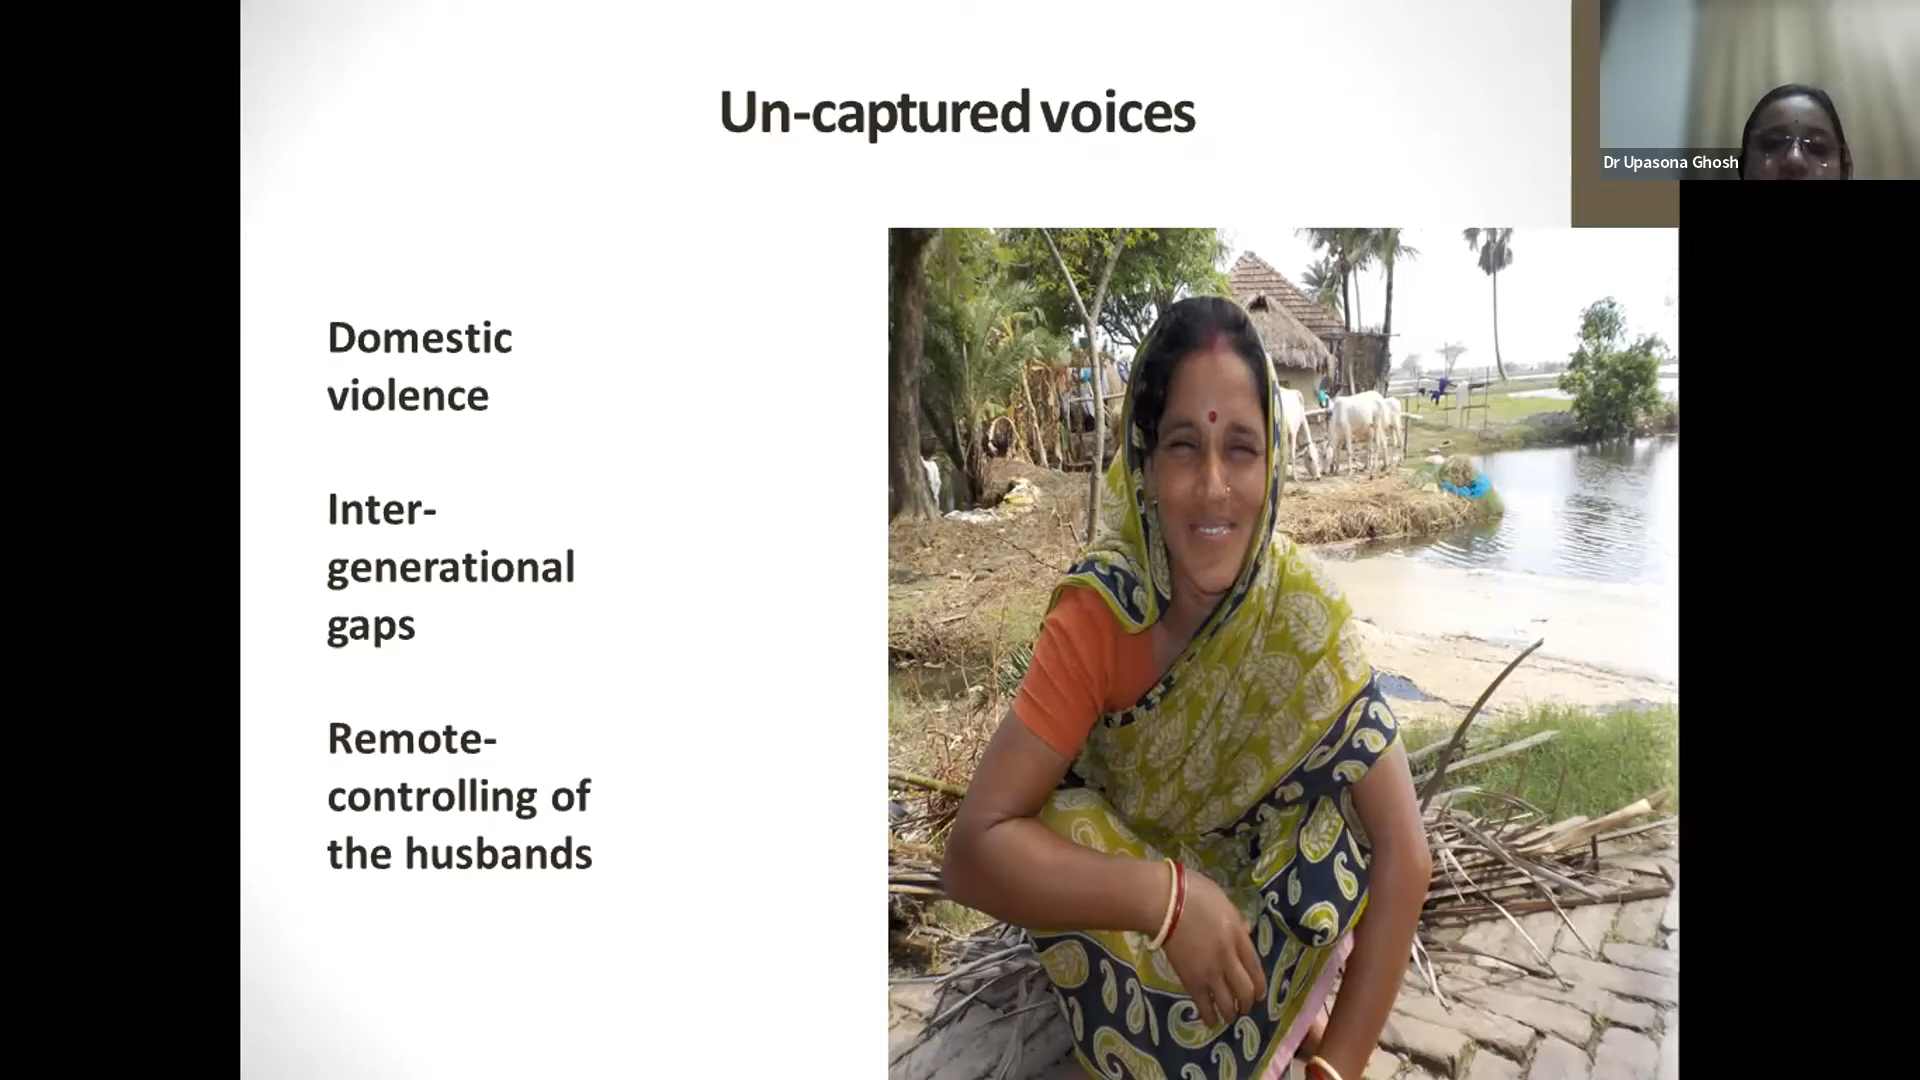 Un-captured voices
Dr Upasona Ghosh
Domestic
violence
Inter-
generational
gaps
Remote-
controlling of
the husbands